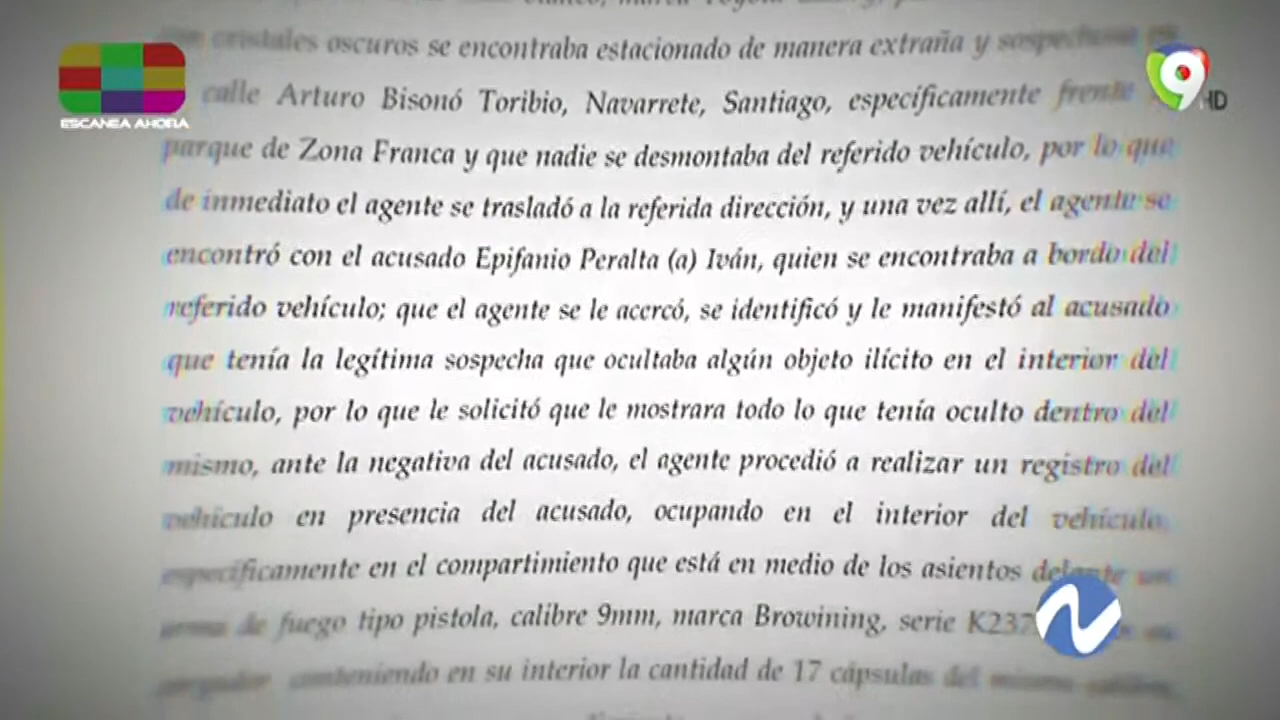 cristales oscuros se encontraba estacionado de manera extraña y sospechosa
calle Arturo Bisonó Toribio, Navarrete, Santiago, específicamente frente
parque de Zona Franca y que nadie se desmontaba del referido vehículo, por lo que
de inmediato el agente se trasladó a la referida dirección, y una vez allí, el agente se
encontró con el acusado Epifanio Peralta (a) Iván, quien se encontraba a bordo del
referido vehículo; que el agente se le acercó, se identificó y le manifestó al acusado
que tenía la legítima sospecha que ocultaba algún objeto ilícito en el interior del
vehículo, por lo que le solicitó que le mostrara todo lo que tenía oculto dentro del
mismo, ante la negativa del acusado, el agente procedió a realizar un registro del
vehículo en presencia del acusado, ocupando en el interior del vehículo,
específicamente en el compartimiento que está en medio de los asientos
arma de fuego tipo pistola, calibre 9mm, marca Browining, serie
conteniendo en su interior la cantidad de 17 cápsulas del
ESCANEA AHORA
9
HD